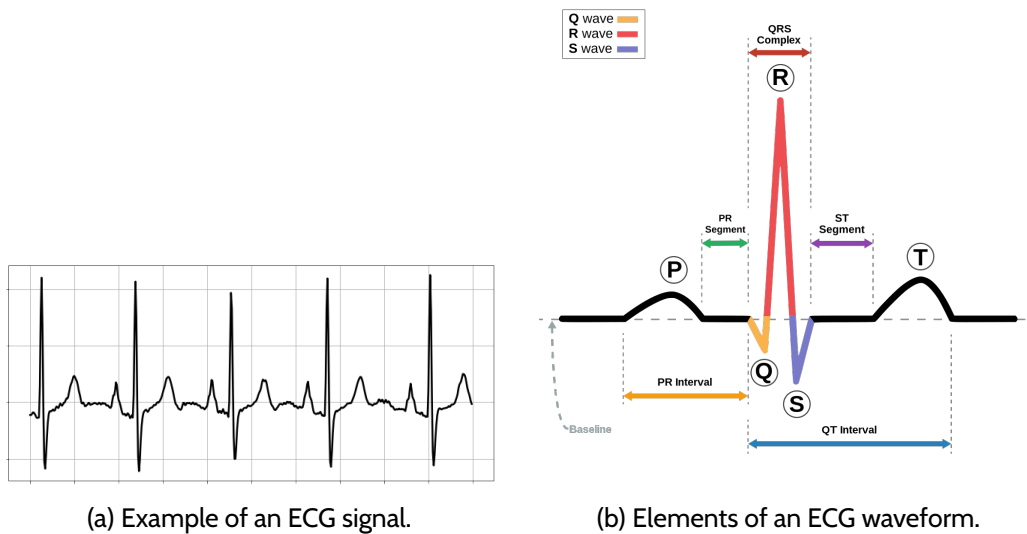 Q wave
R wave
S wave
QRS
Complex
R
PR
Segment
ST
Segment
P
T
Q
S
PR Interval
Baseline
QT Interval
(a) Example of an ECG signal.
(b) Elements of an ECG waveform.